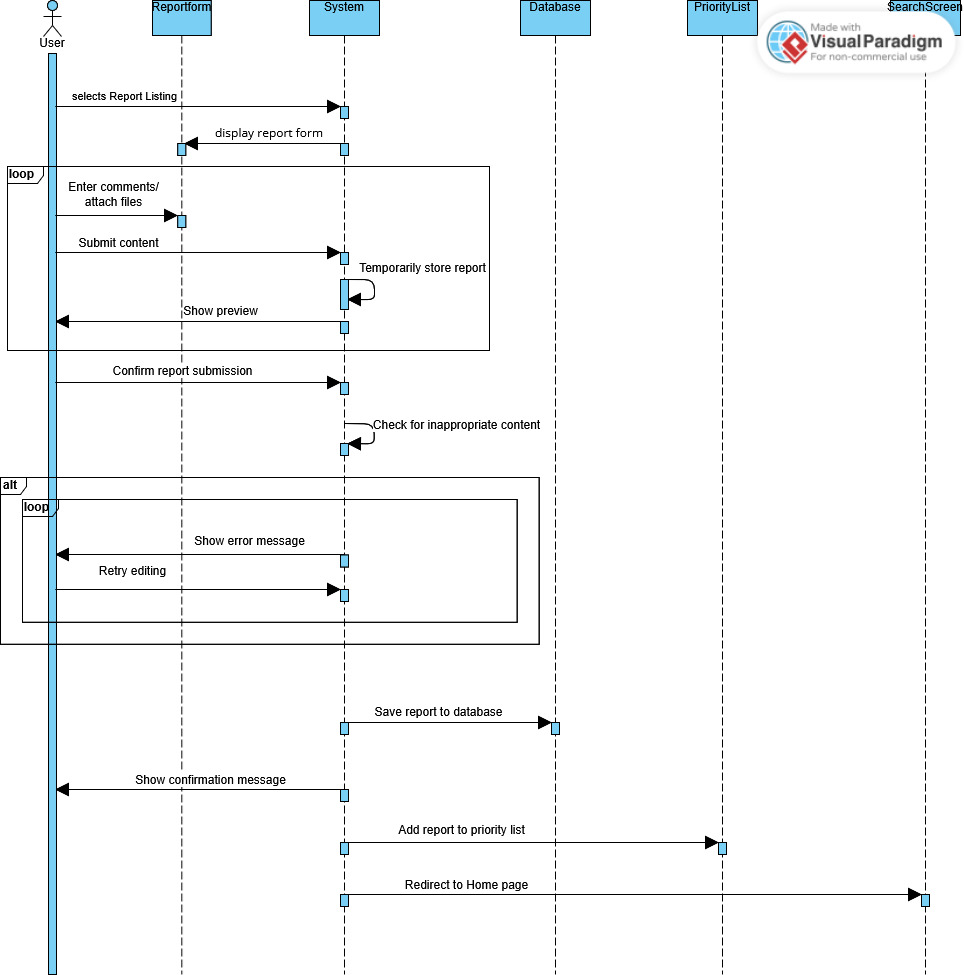 Reportform
System
Database
PriorityList
SearchScreen
User
Made with
VisualParadigm
For non-commercial use
selects Report Listing
display report form
loop
Enter comments/
attach files
Submit content
Temporarily store report
Show preview
Confirm report submission
Check for inappropriate content
alt
loop
Show error message
Retry editing
Save report to database
Show confirmation message
Add report to priority list
Redirect to Home page